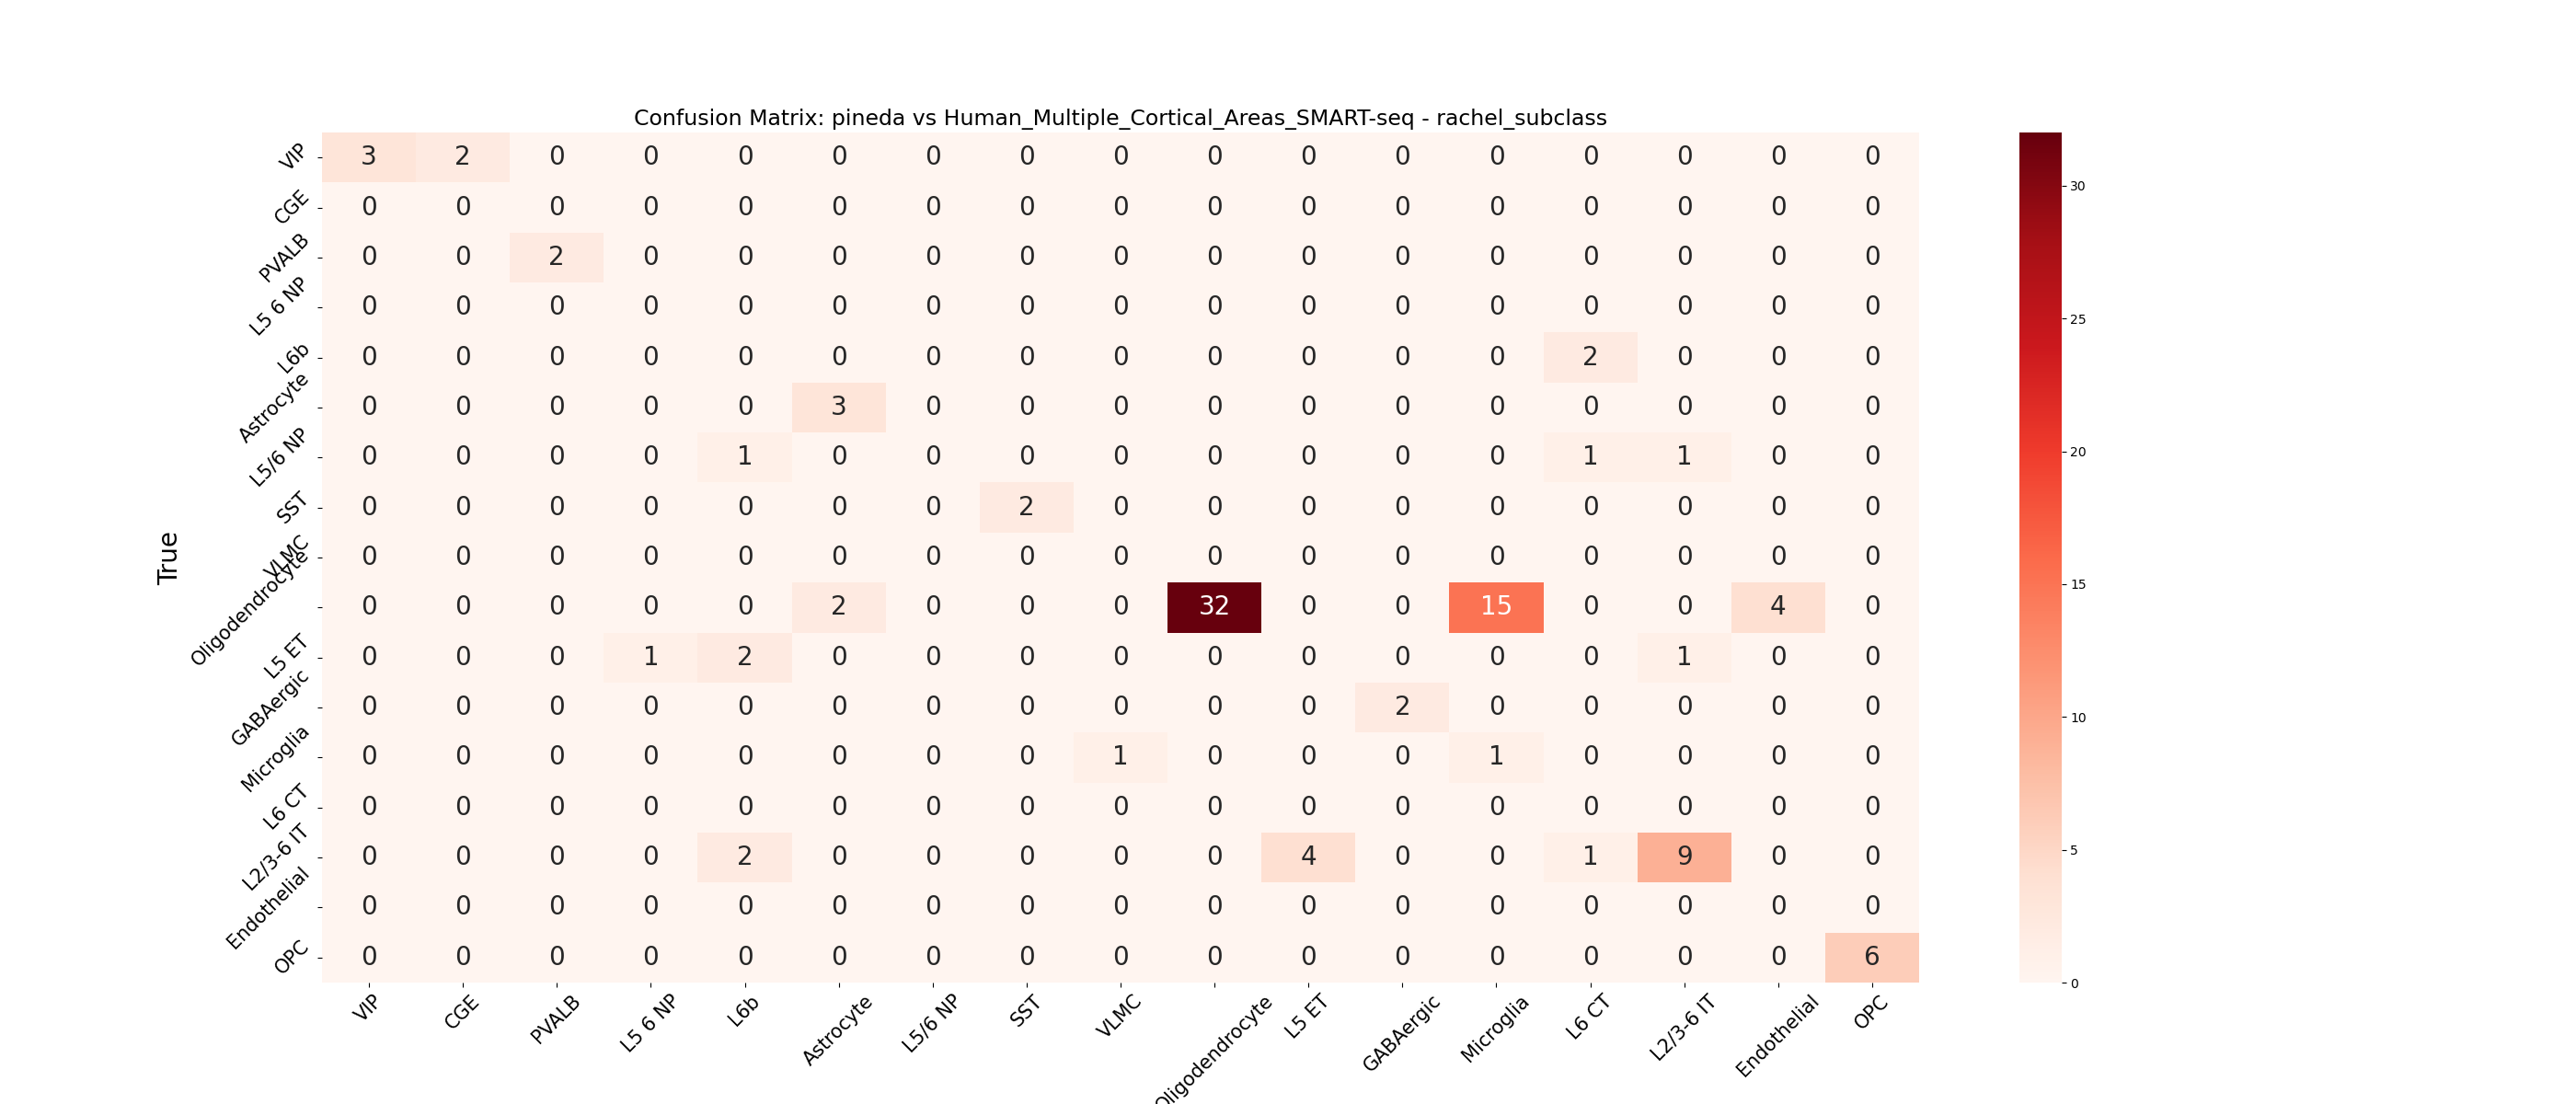 Confusion Matrix: pineda vs Human_Multiple_Cortical_Areas_SMART-seq - rachel_subclass
True
VIP 3 2 0 0 0 0 0 0 0 0 0 0 0 0 0 0 0
CGE 0 0 0 0 0 0 0 0 0 0 0 0 0 0 0 0 0
PVALB 0 0 2 0 0 0 0 0 0 0 0 0 0 0 0 0 0
L5 6 NP 0 0 0 0 0 0 0 0 0 0 0 0 0 0 0 0 0
L6b 0 0 0 0 0 0 0 0 0 0 0 0 0 2 0 0 0
Astrocyte 0 0 0 0 0 3 0 0 0 0 0 0 0 0 0 0 0
L5/6 NP 0 0 0 0 1 0 0 0 0 0 0 0 0 1 1 0 0
SST 0 0 0 0 0 0 0 2 0 0 0 0 0 0 0 0 0
VLMC 0 0 0 0 0 0 0 0 0 0 0 0 0 0 0 0 0
Oligodendrocyte 0 0 0 0 0 2 0 0 0 32 0 0 15 0 0 4 0
L5 ET 0 0 0 1 2 0 0 0 0 0 0 0 0 0 1 0 0
GABAergic 0 0 0 0 0 0 0 0 0 0 0 2 0 0 0 0 0
Microglia 0 0 0 0 0 0 0 0 1 0 0 0 1 0 0 0 0
L6 CT 0 0 0 0 0 0 0 0 0 0 0 0 0 0 0 0 0
L2/3-6 IT 0 0 0 0 2 0 0 0 0 0 4 0 0 1 9 0 0
Endothelial 0 0 0 0 0 0 0 0 0 0 0 0 0 0 0 0 0
OPC 0 0 0 0 0 0 0 0 0 0 0 0 0 0 0 0 6
VIP CGE PVALB L5 6 NP L6b Astrocyte L5/6 NP SST VLMC Oligodendrocyte L5 ET GABAergic Microglia L6 CT L2/3-6 IT Endothelial OPC
30
25
20
15
10
5
0